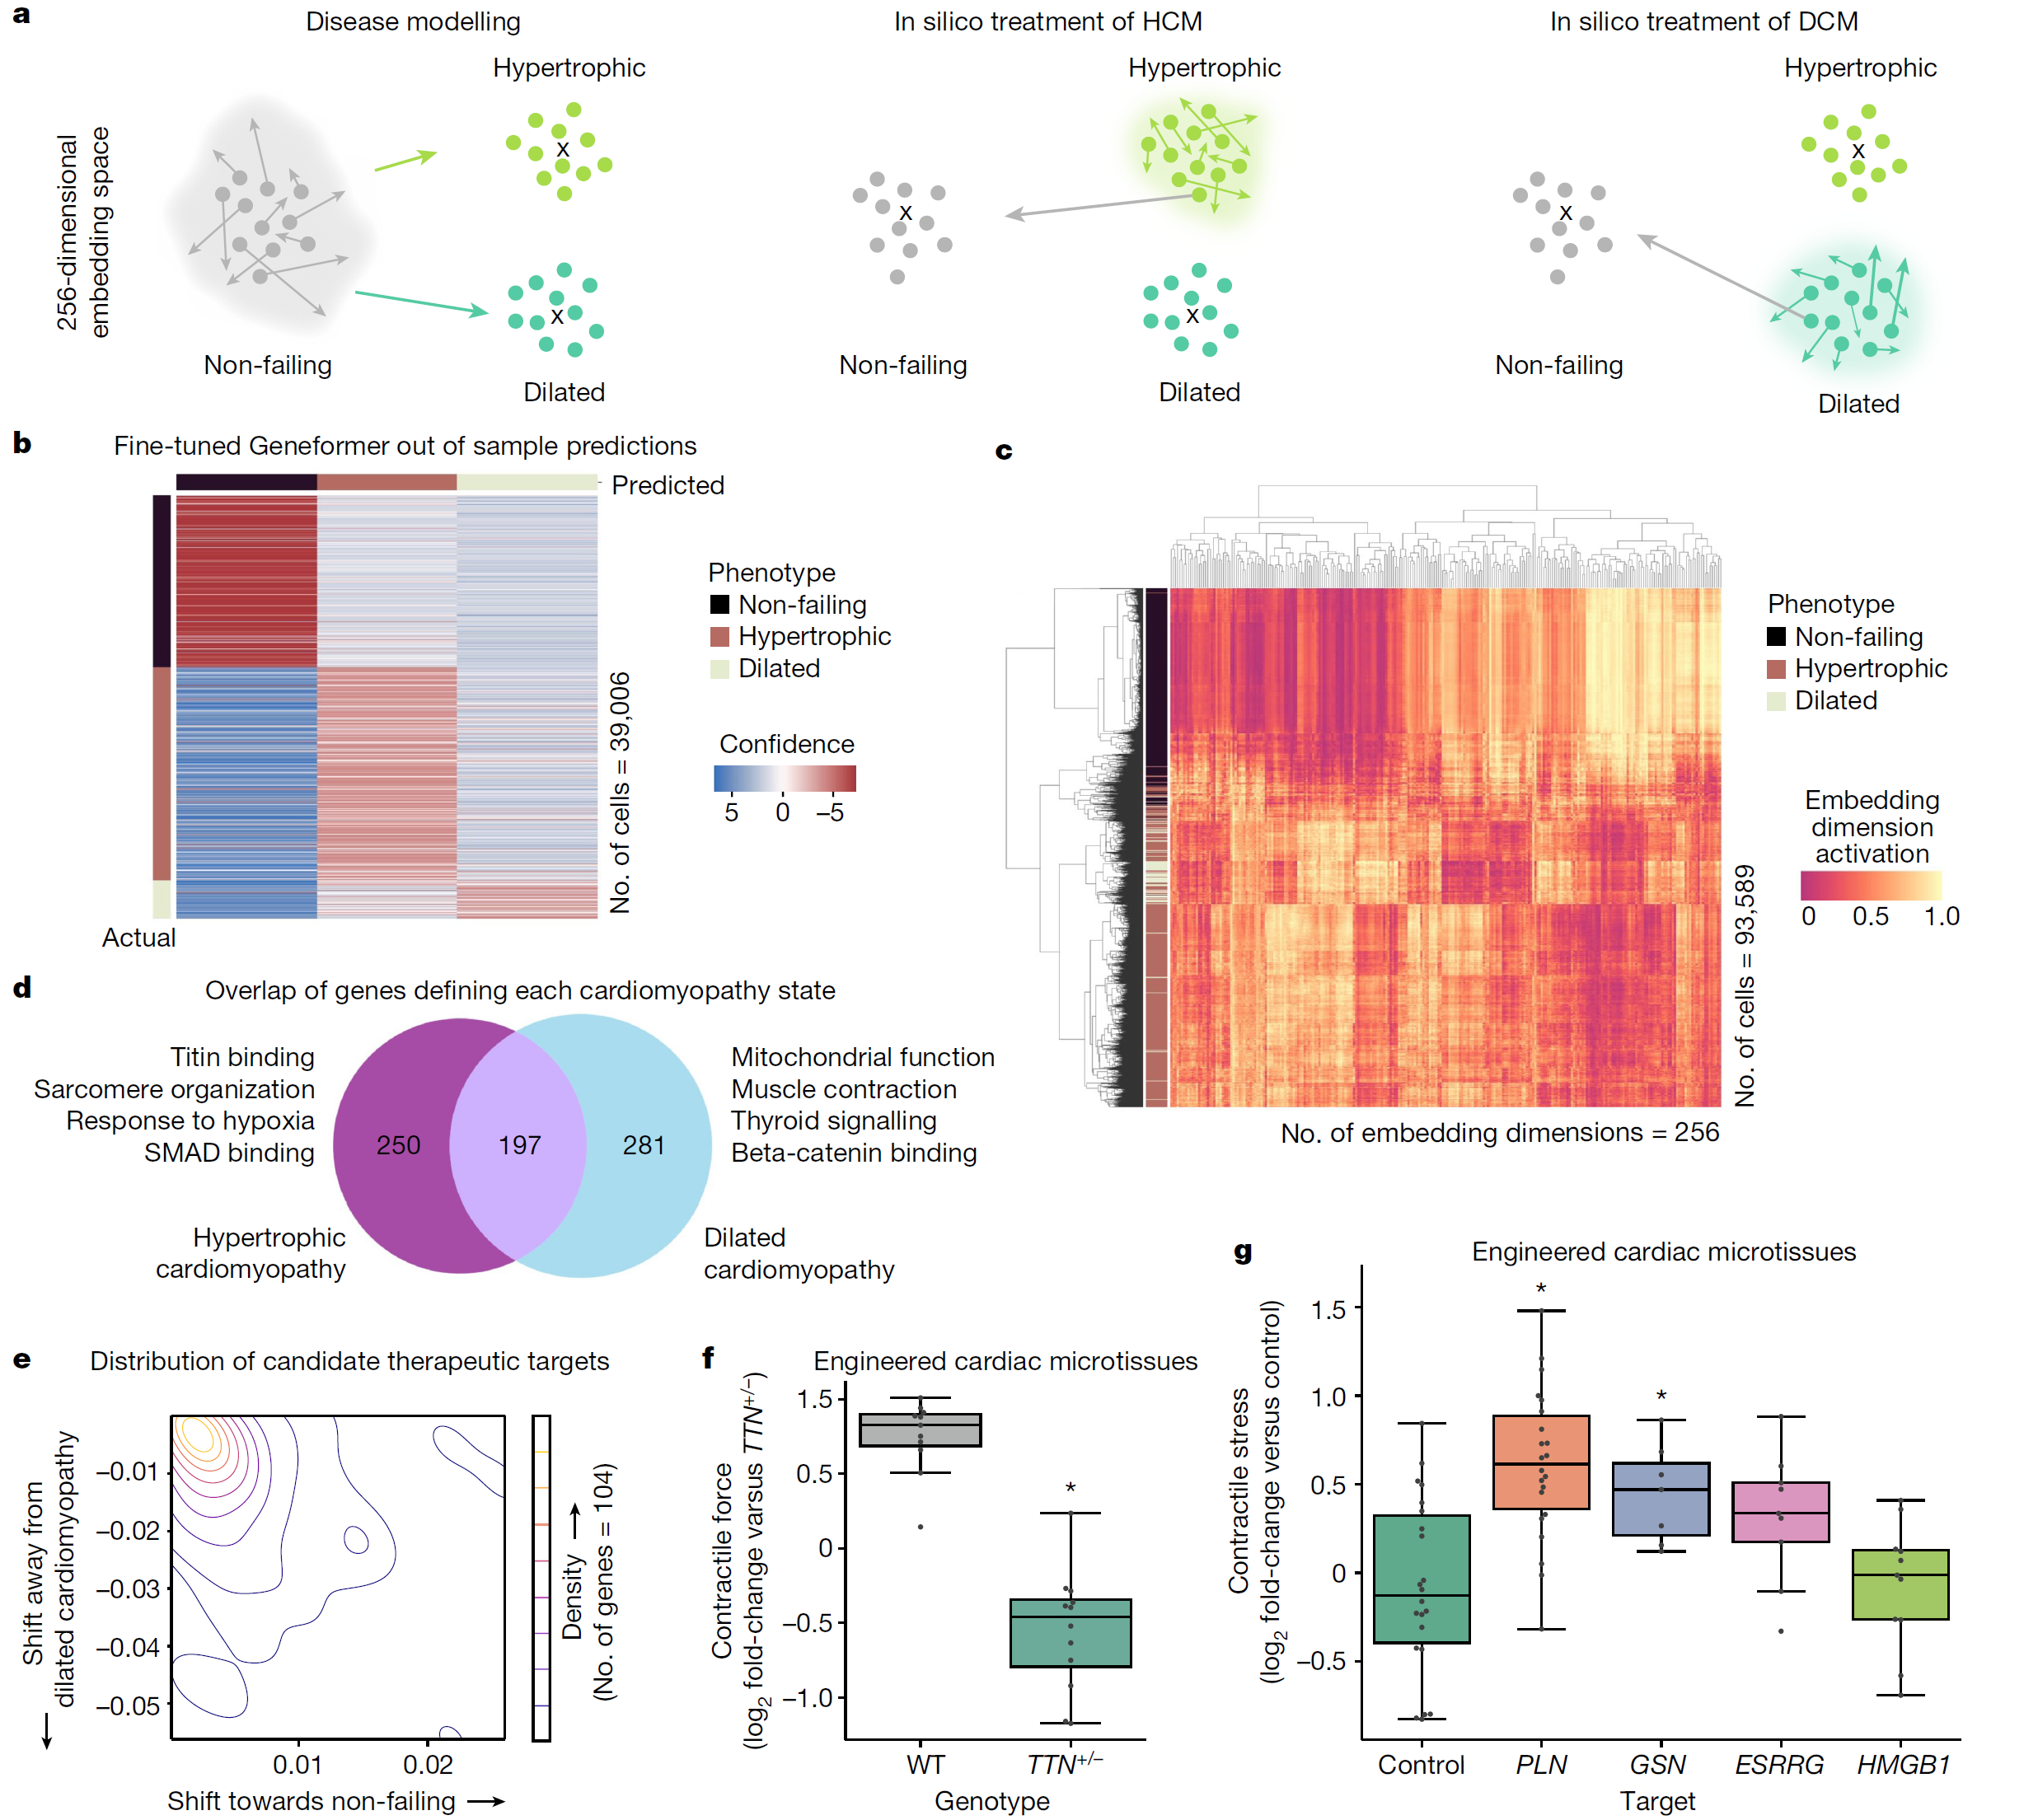 a
Disease modelling
In silico treatment of HCM
In silico treatment of DCM
Hypertrophic
Hypertrophic
Hypertrophic
256-dimensional
embedding space
x
x
x
x
x
x
Non-failing
Non-failing
Non-failing
Dilated
Dilated
Dilated
b
Fine-tuned Geneformer out of sample predictions
Predicted
Actual
Phenotype
Non-failing
Hypertrophic
Dilated
Confidence
5 0 −5
No. of cells = 39,006
c
Phenotype
Non-failing
Hypertrophic
Dilated
Embedding
dimension
activation
0 0.5 1.0
No. of cells = 93,589
No. of embedding dimensions = 256
d
Overlap of genes defining each cardiomyopathy state
Titin binding
Sarcomere organization
Response to hypoxia
SMAD binding
250 197 281
Mitochondrial function
Muscle contraction
Thyroid signalling
Beta-catenin binding
Hypertrophic
cardiomyopathy
Dilated
cardiomyopathy
e
Distribution of candidate therapeutic targets
Shift away from
dilated cardiomyopathy
−0.01
−0.02
−0.03
−0.04
−0.05
0.01 0.02
Shift towards non-failing
Density
(No. of genes = 104)
f
Engineered cardiac microtissues
Contractile force
(log2 fold-change varsus TTN+/−)
1.5
0.5
0
−0.5
−1.0
*
WT TTN+/−
Genotype
g
Engineered cardiac microtissues
Contractile stress
(log2 fold-change versus control)
1.5
1.0
0.5
0
−0.5
*
*
Control PLN GSN ESRRG HMGB1
Target